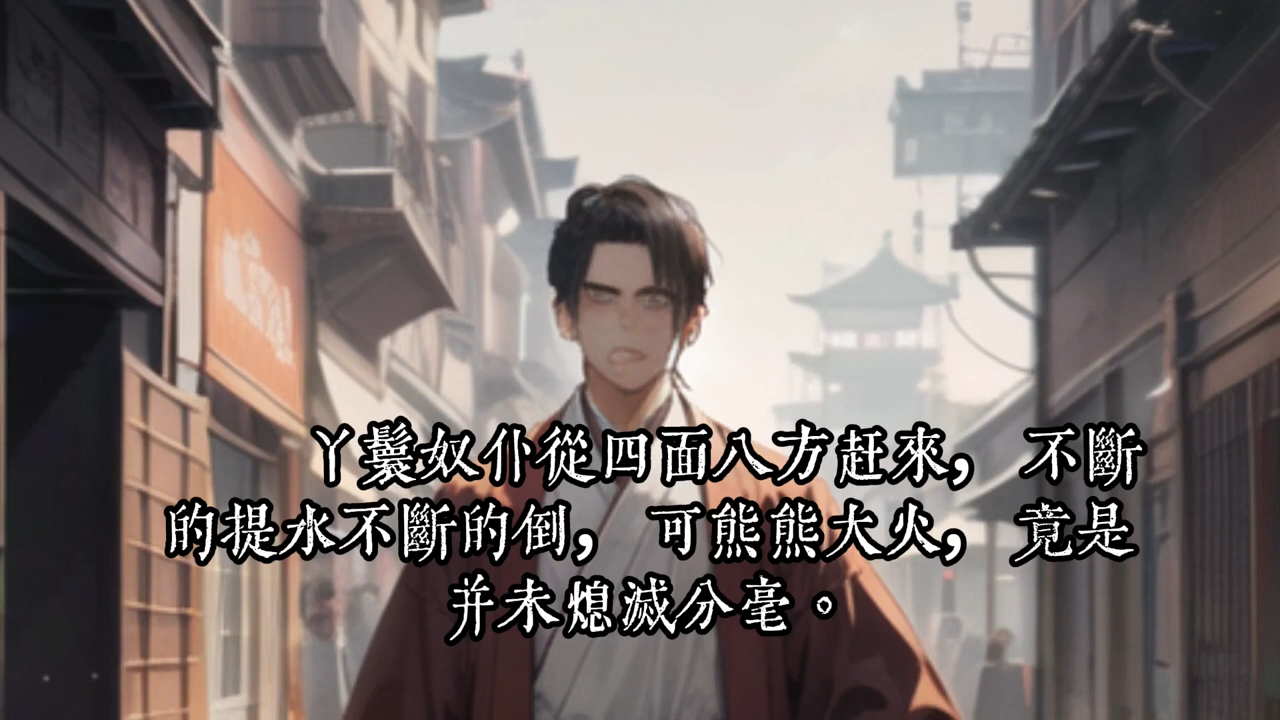 丫鬟奴仆從四面八方赶來，不斷
的提水不斷的倒，可熊熊大火，竟是
并未熄滅分毫。